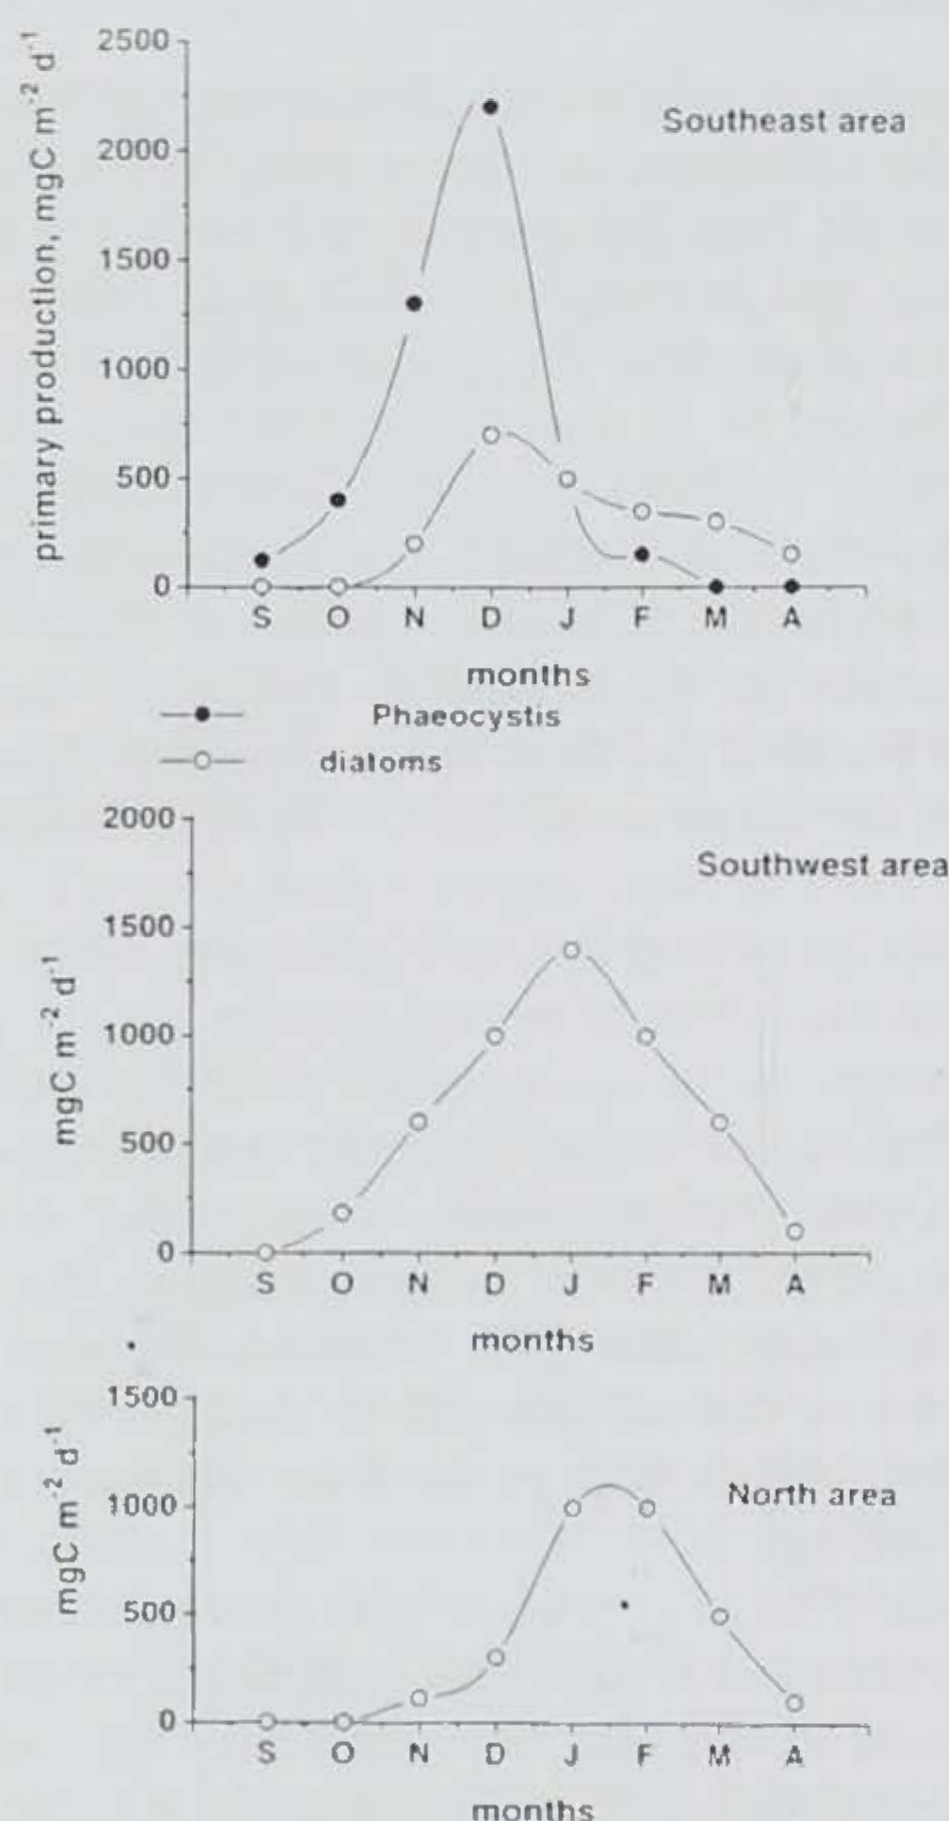 primary production, mgC m⁻² d⁻¹
2500
2000
1500
1000
500
0
Southeast area
S O N D J F M A
months
Phaeocystis
diatoms
mgC m⁻² d⁻¹
2000
1500
1000
500
0
Southwest area
S O N D J F M A
months
mgC m⁻² d⁻¹
1500
1000
500
0
North area
S O N D J F M A
months